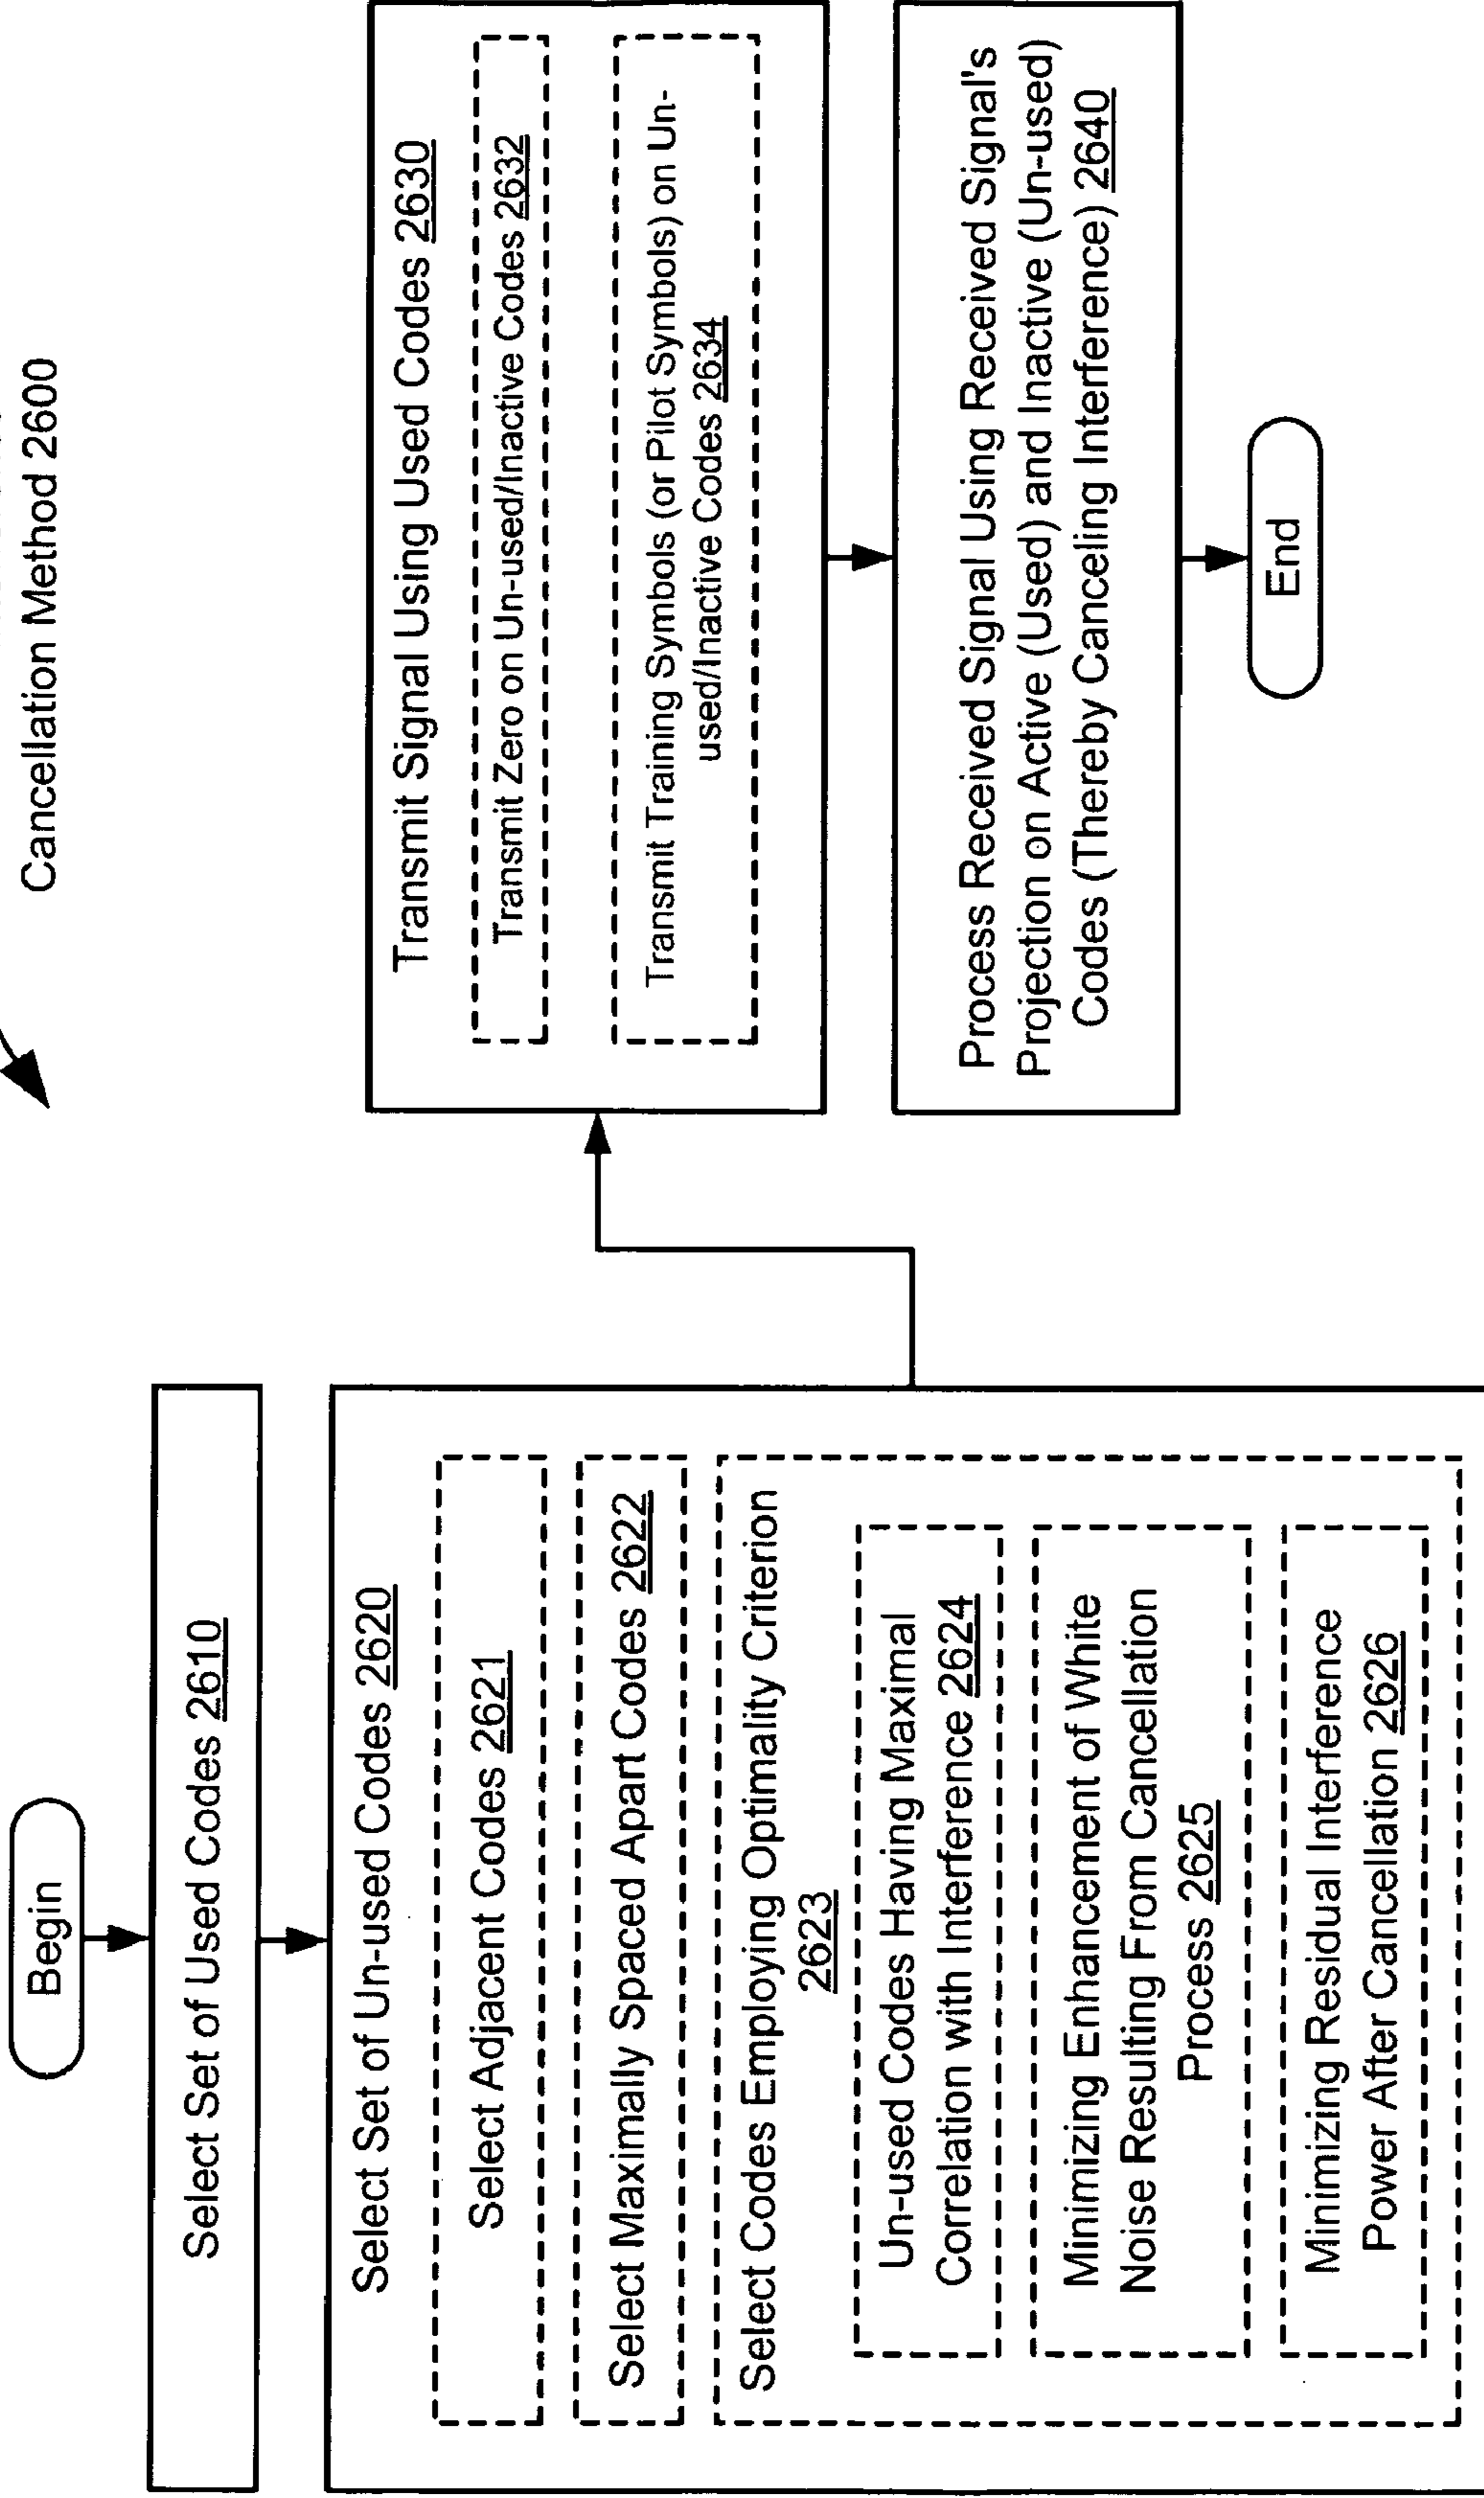 Cancellation Method 2600
Begin
Select Set of Used Codes 2610
Select Set of Un-used Codes 2620
Select Adjacent Codes 2621
Select Maximally Spaced Apart Codes 2622
Select Codes Employing Optimality Criterion
2623
Un-used Codes Having Maximal
Correlation with Interference 2624
Minimizing Enhancement of White
Noise Resulting From Cancellation
Process 2625
Minimizing Residual Interference
Power After Cancellation 2626
Transmit Signal Using Used Codes 2630
Transmit Zero on Un-used/Inactive Codes 2632
Transmit Training Symbols (or Pilot Symbols) on Un-
used/Inactive Codes 2634
Process Received Signal Using Received Signal's
Projection on Active (Used) and Inactive (Un-used)
Codes (Thereby Canceling Interference) 2640
End